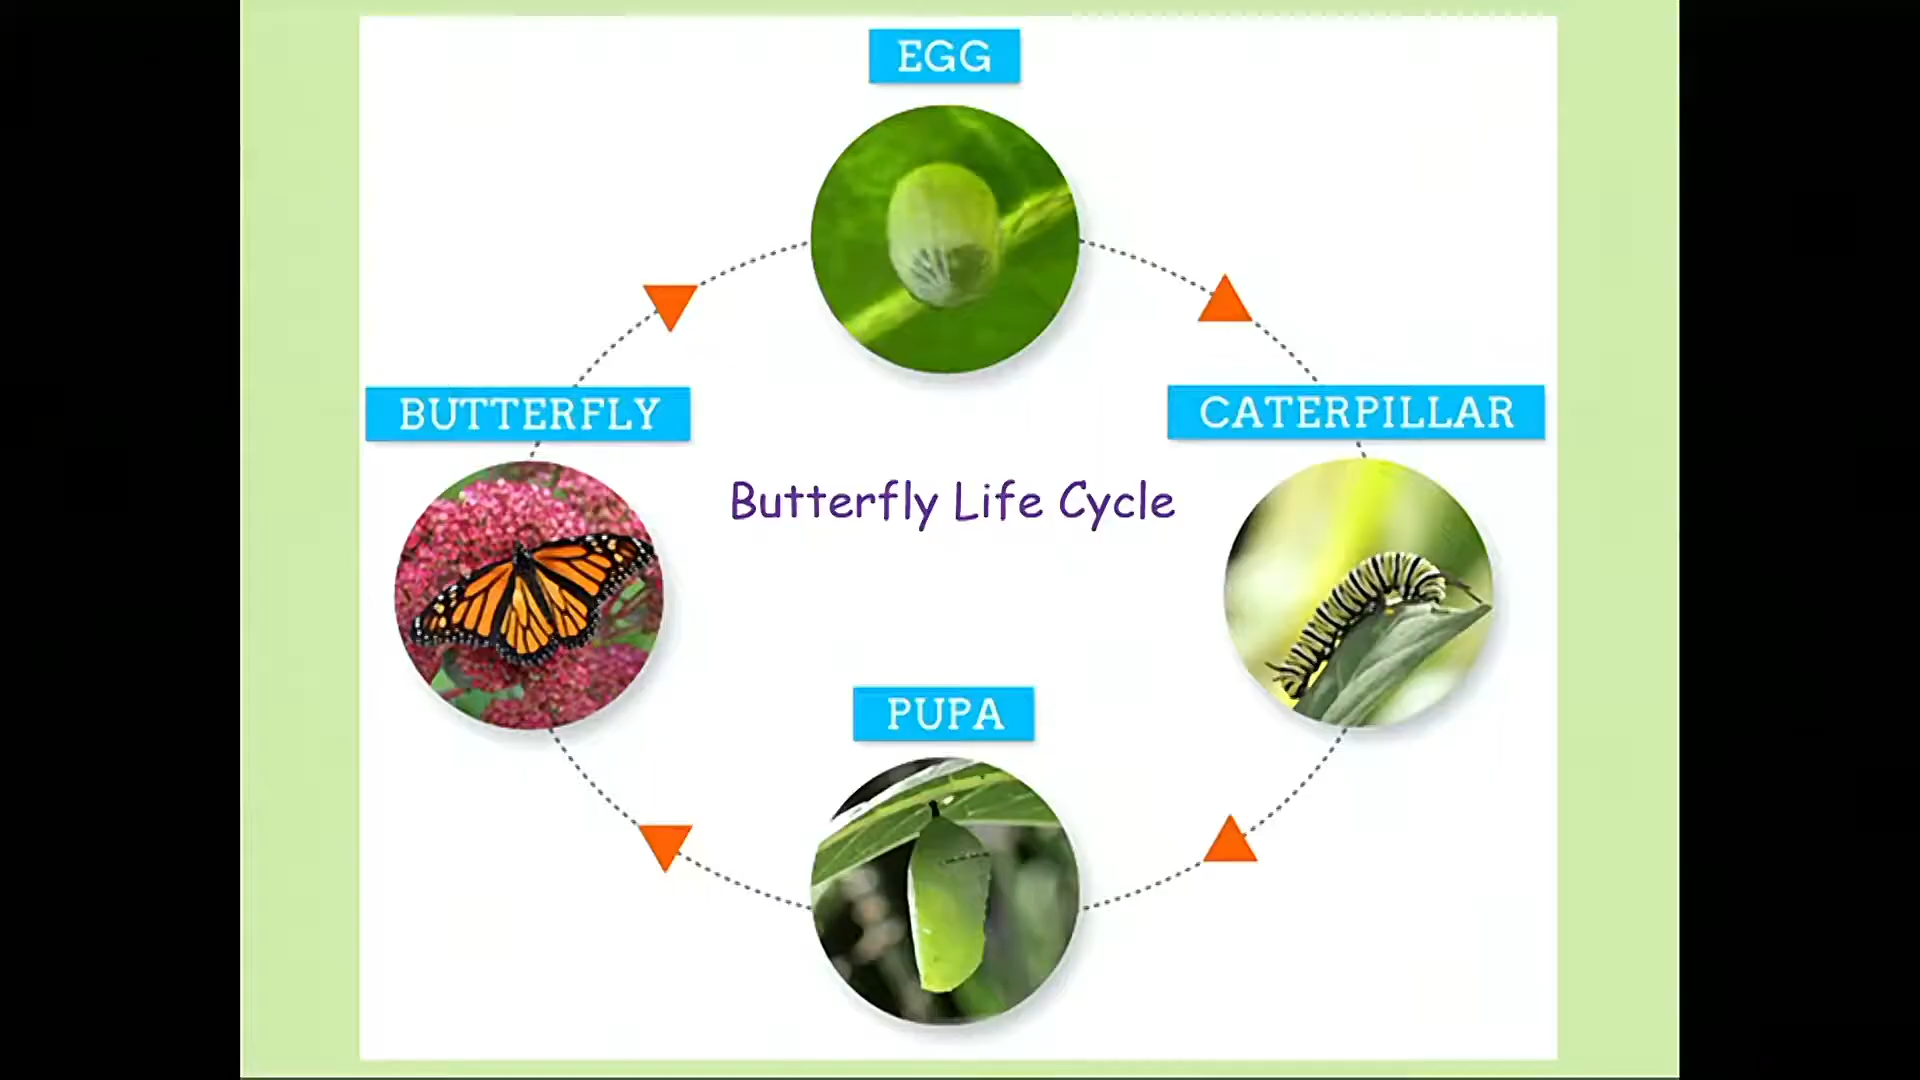 EGG
BUTTERFLY
CATERPILLAR
Butterfly Life Cycle
PUPA